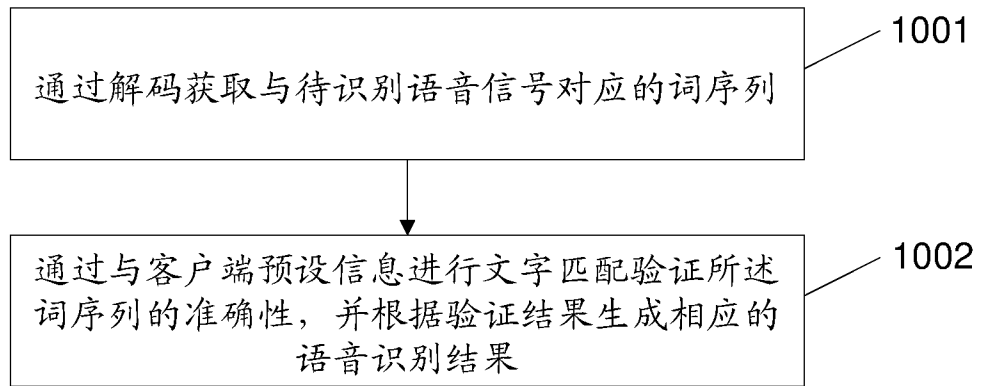 1001
通过解码获取与待识别语音信号对应的词序列
1002
通过与客户端预设信息进行文字匹配验证所述
词序列的准确性，并根据验证结果生成相应的
语音识别结果